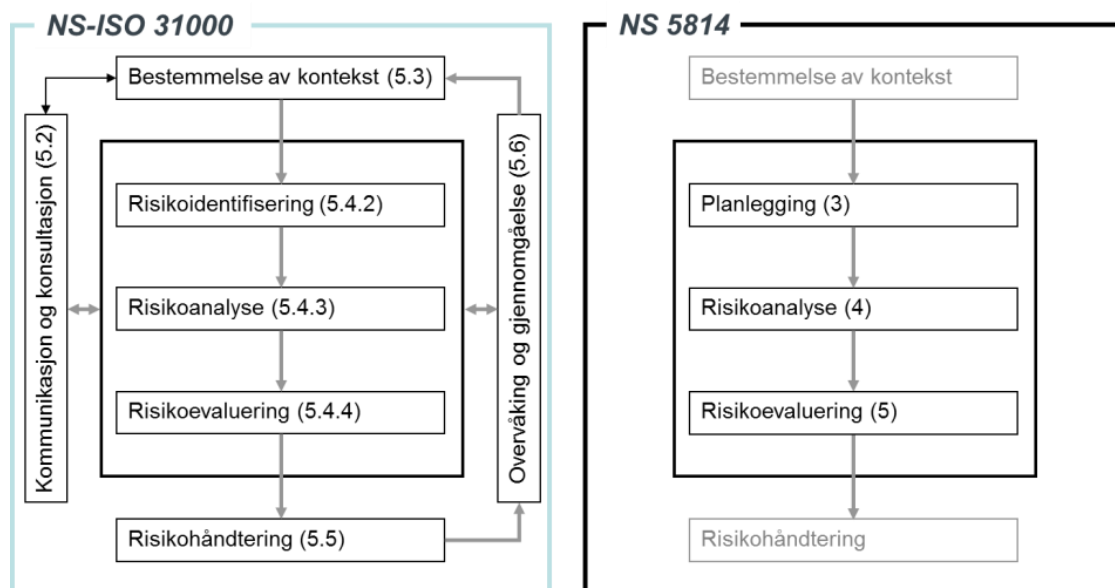 NS-ISO 31000
Bestemmelse av kontekst (5.3)
Kommunikasjon og konsultasjon (5.2)
Risikoidentifisering (5.4.2)
Risikoanalyse (5.4.3)
Risikoevaluering (5.4.4)
Overvåking og gjennomgåelse (5.6)
Risikohåndtering (5.5)
NS 5814
Bestemmelse av kontekst
Planlegging (3)
Risikoanalyse (4)
Risikoevaluering (5)
Risikohåndtering